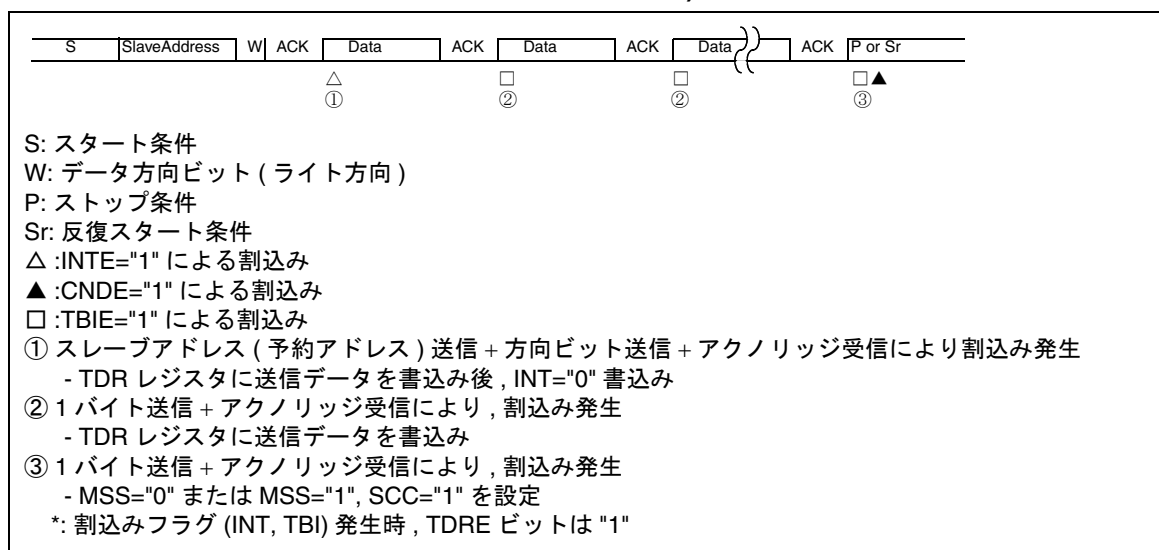 S SlaveAddress W ACK Data ACK Data ACK Data ACK P or Sr
△ □ □ □▲
① ② ② ③
S: スタート条件
W: データ方向ビット ( ライト方向 )
P: ストップ条件
Sr: 反復スタート条件
△ :INTE="1" による割込み
▲ :CNDE="1" による割込み
□ :TBIE="1" による割込み
① スレーブアドレス ( 予約アドレス ) 送信 + 方向ビット送信 + アクノリッジ受信により割込み発生
- TDR レジスタに送信データを書込み後 , INT="0" 書込み
② 1 バイト送信 + アクノリッジ受信により , 割込み発生
- TDR レジスタに送信データを書込み
③ 1 バイト送信 + アクノリッジ受信により , 割込み発生
- MSS="0" または MSS="1", SCC="1" を設定
*: 割込みフラグ (INT, TBI) 発生時 , TDRE ビットは "1"